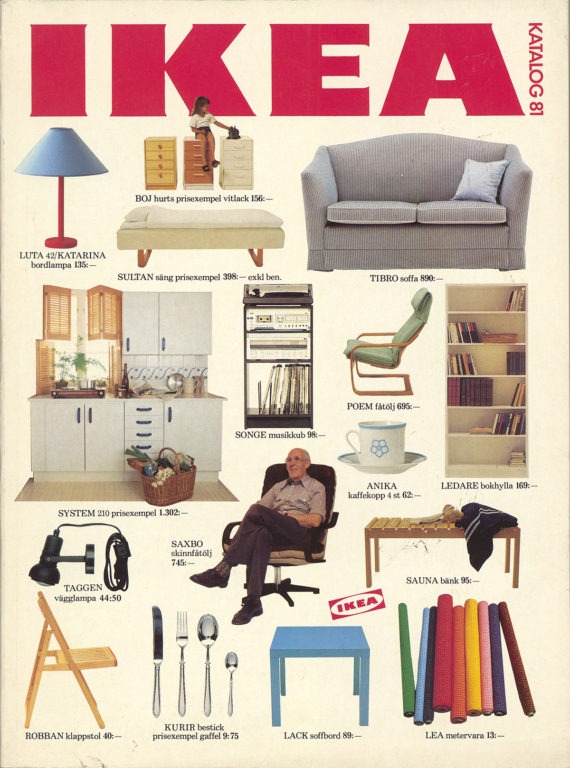 IKEA
KATALOG 81
BOJ hurts prisexempel vitlack 156:—
LUTA 42/KATARINA
bordlampa 135:—
SULTAN säng prisexempel 398:— exkl ben.
TIBRO soffa 890:—
POEM fåtölj 695:—
SONGE musikkub 98:—
ANIKA
kaffekopp 4 st 62:—
LEDARE bokhylla 169:—
SYSTEM 210 prisexempel 1.302:—
SAXBO
skinnfåtölj
745:—
TAGGEN
vägglampa 44:50
SAUNA bänk 95:—
IKEA
ROBBAN klappstol 40:—
KURIR bestick
prisexempel gaffel 9:75
LACK soffbord 89:—
LEA metervara 13:—